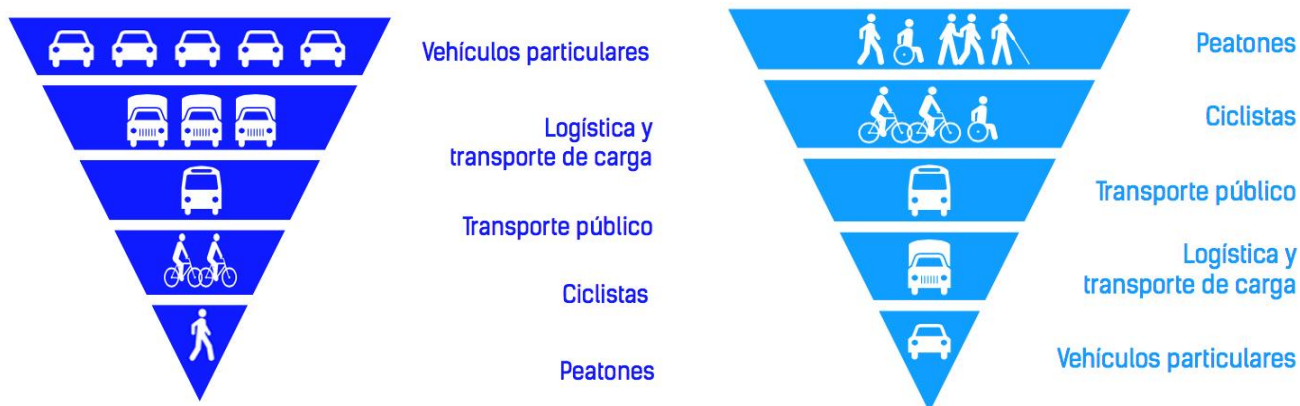 Vehículos particulares
Logística y
transporte de carga
Transporte público
Ciclistas
Peatones
Peatones
Ciclistas
Transporte público
Logística y
transporte de carga
Vehículos particulares